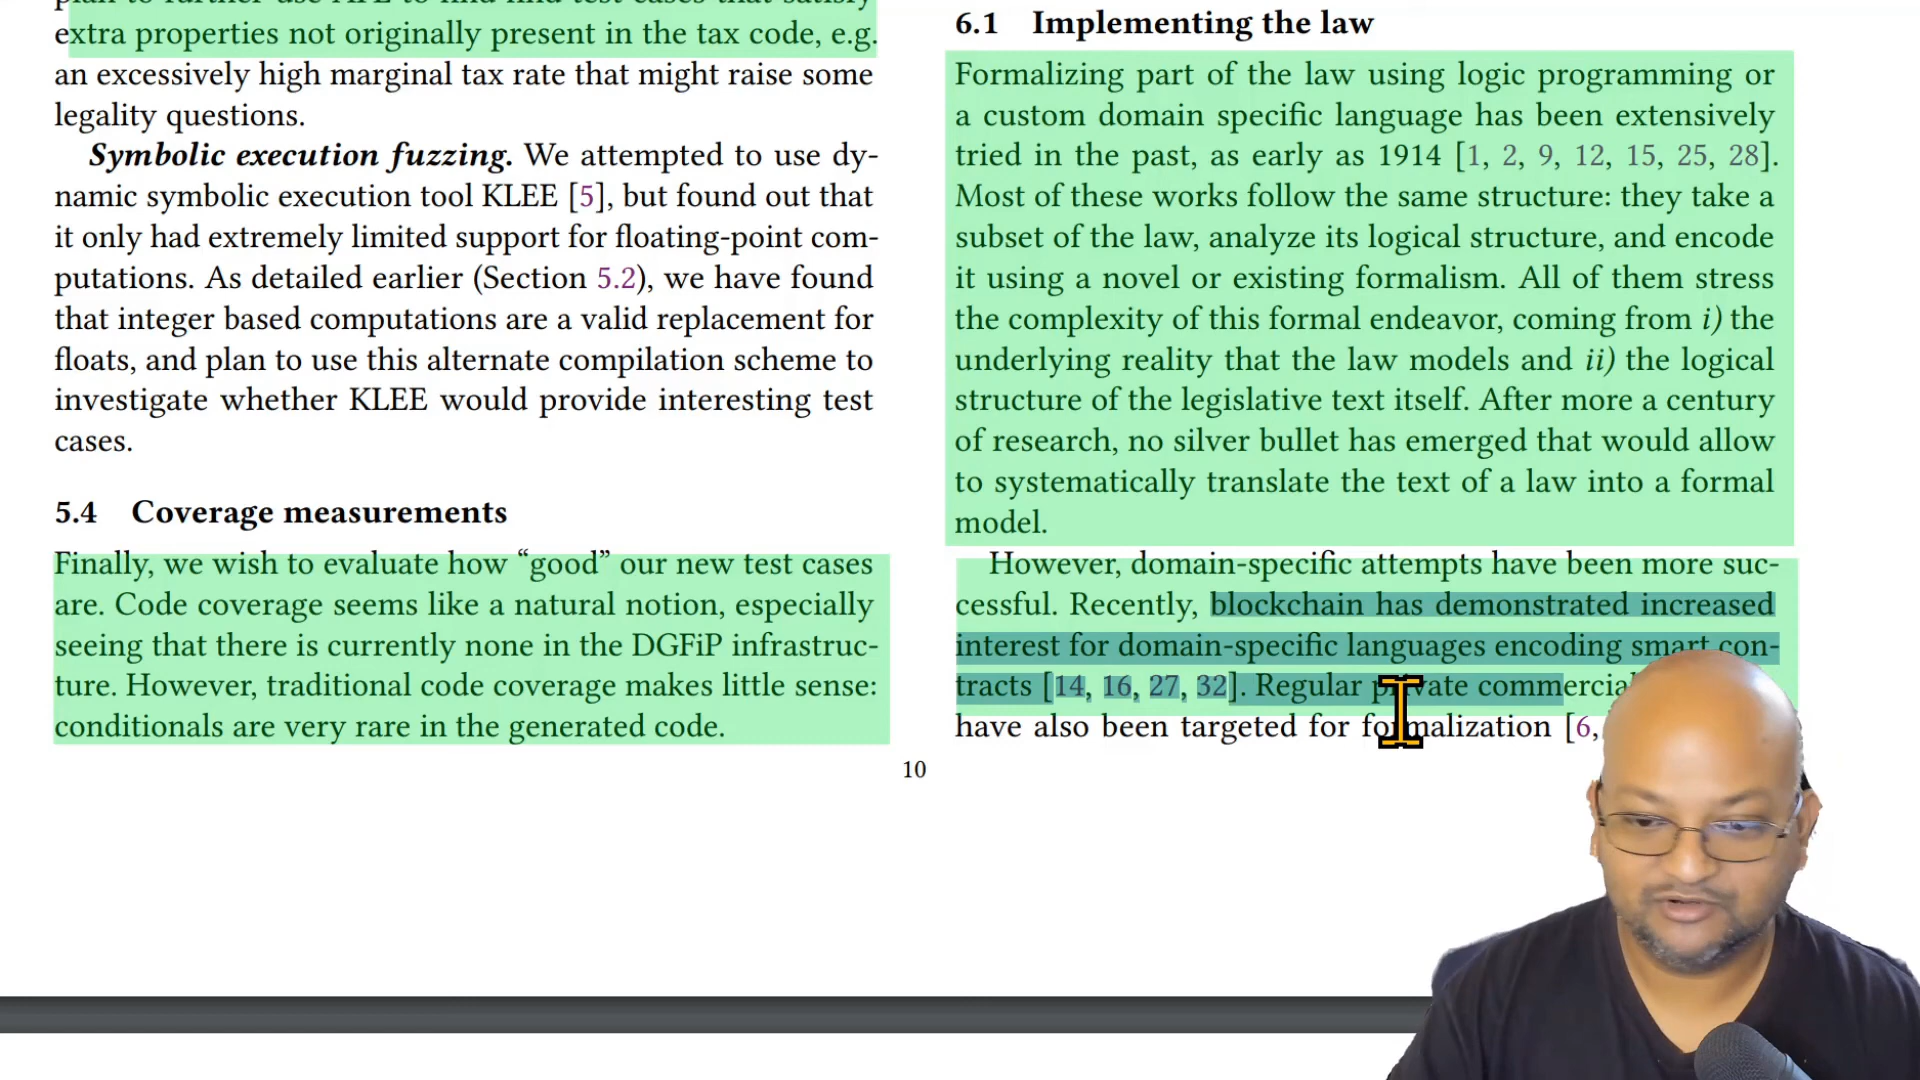 extra properties not originally present in the tax code, e.g.
an excessively high marginal tax rate that might raise some
legality questions.
Symbolic execution fuzzing. We attempted to use dy-
namic symbolic execution tool KLEE [5], but found out that
it only had extremely limited support for floating-point com-
putations. As detailed earlier (Section 5.2), we have found
that integer based computations are a valid replacement for
floats, and plan to use this alternate compilation scheme to
investigate whether KLEE would provide interesting test
cases.
5.4 Coverage measurements
Finally, we wish to evaluate how “good” our new test cases
are. Code coverage seems like a natural notion, especially
seeing that there is currently none in the DGFiP infrastruc-
ture. However, traditional code coverage makes little sense:
conditionals are very rare in the generated code.
6.1 Implementing the law
Formalizing part of the law using logic programming or
a custom domain specific language has been extensively
tried in the past, as early as 1914 [1, 2, 9, 12, 15, 25, 28].
Most of these works follow the same structure: they take a
subset of the law, analyze its logical structure, and encode
it using a novel or existing formalism. All of them stress
the complexity of this formal endeavor, coming from i) the
underlying reality that the law models and ii) the logical
structure of the legislative text itself. After more a century
of research, no silver bullet has emerged that would allow
to systematically translate the text of a law into a formal
model.
However, domain-specific attempts have been more suc-
cessful. Recently, blockchain has demonstrated increased
interest for domain-specific languages encoding smart con-
tracts [14, 16, 27, 32]. Regular private commercial
have also been targeted for formalization [6,
10